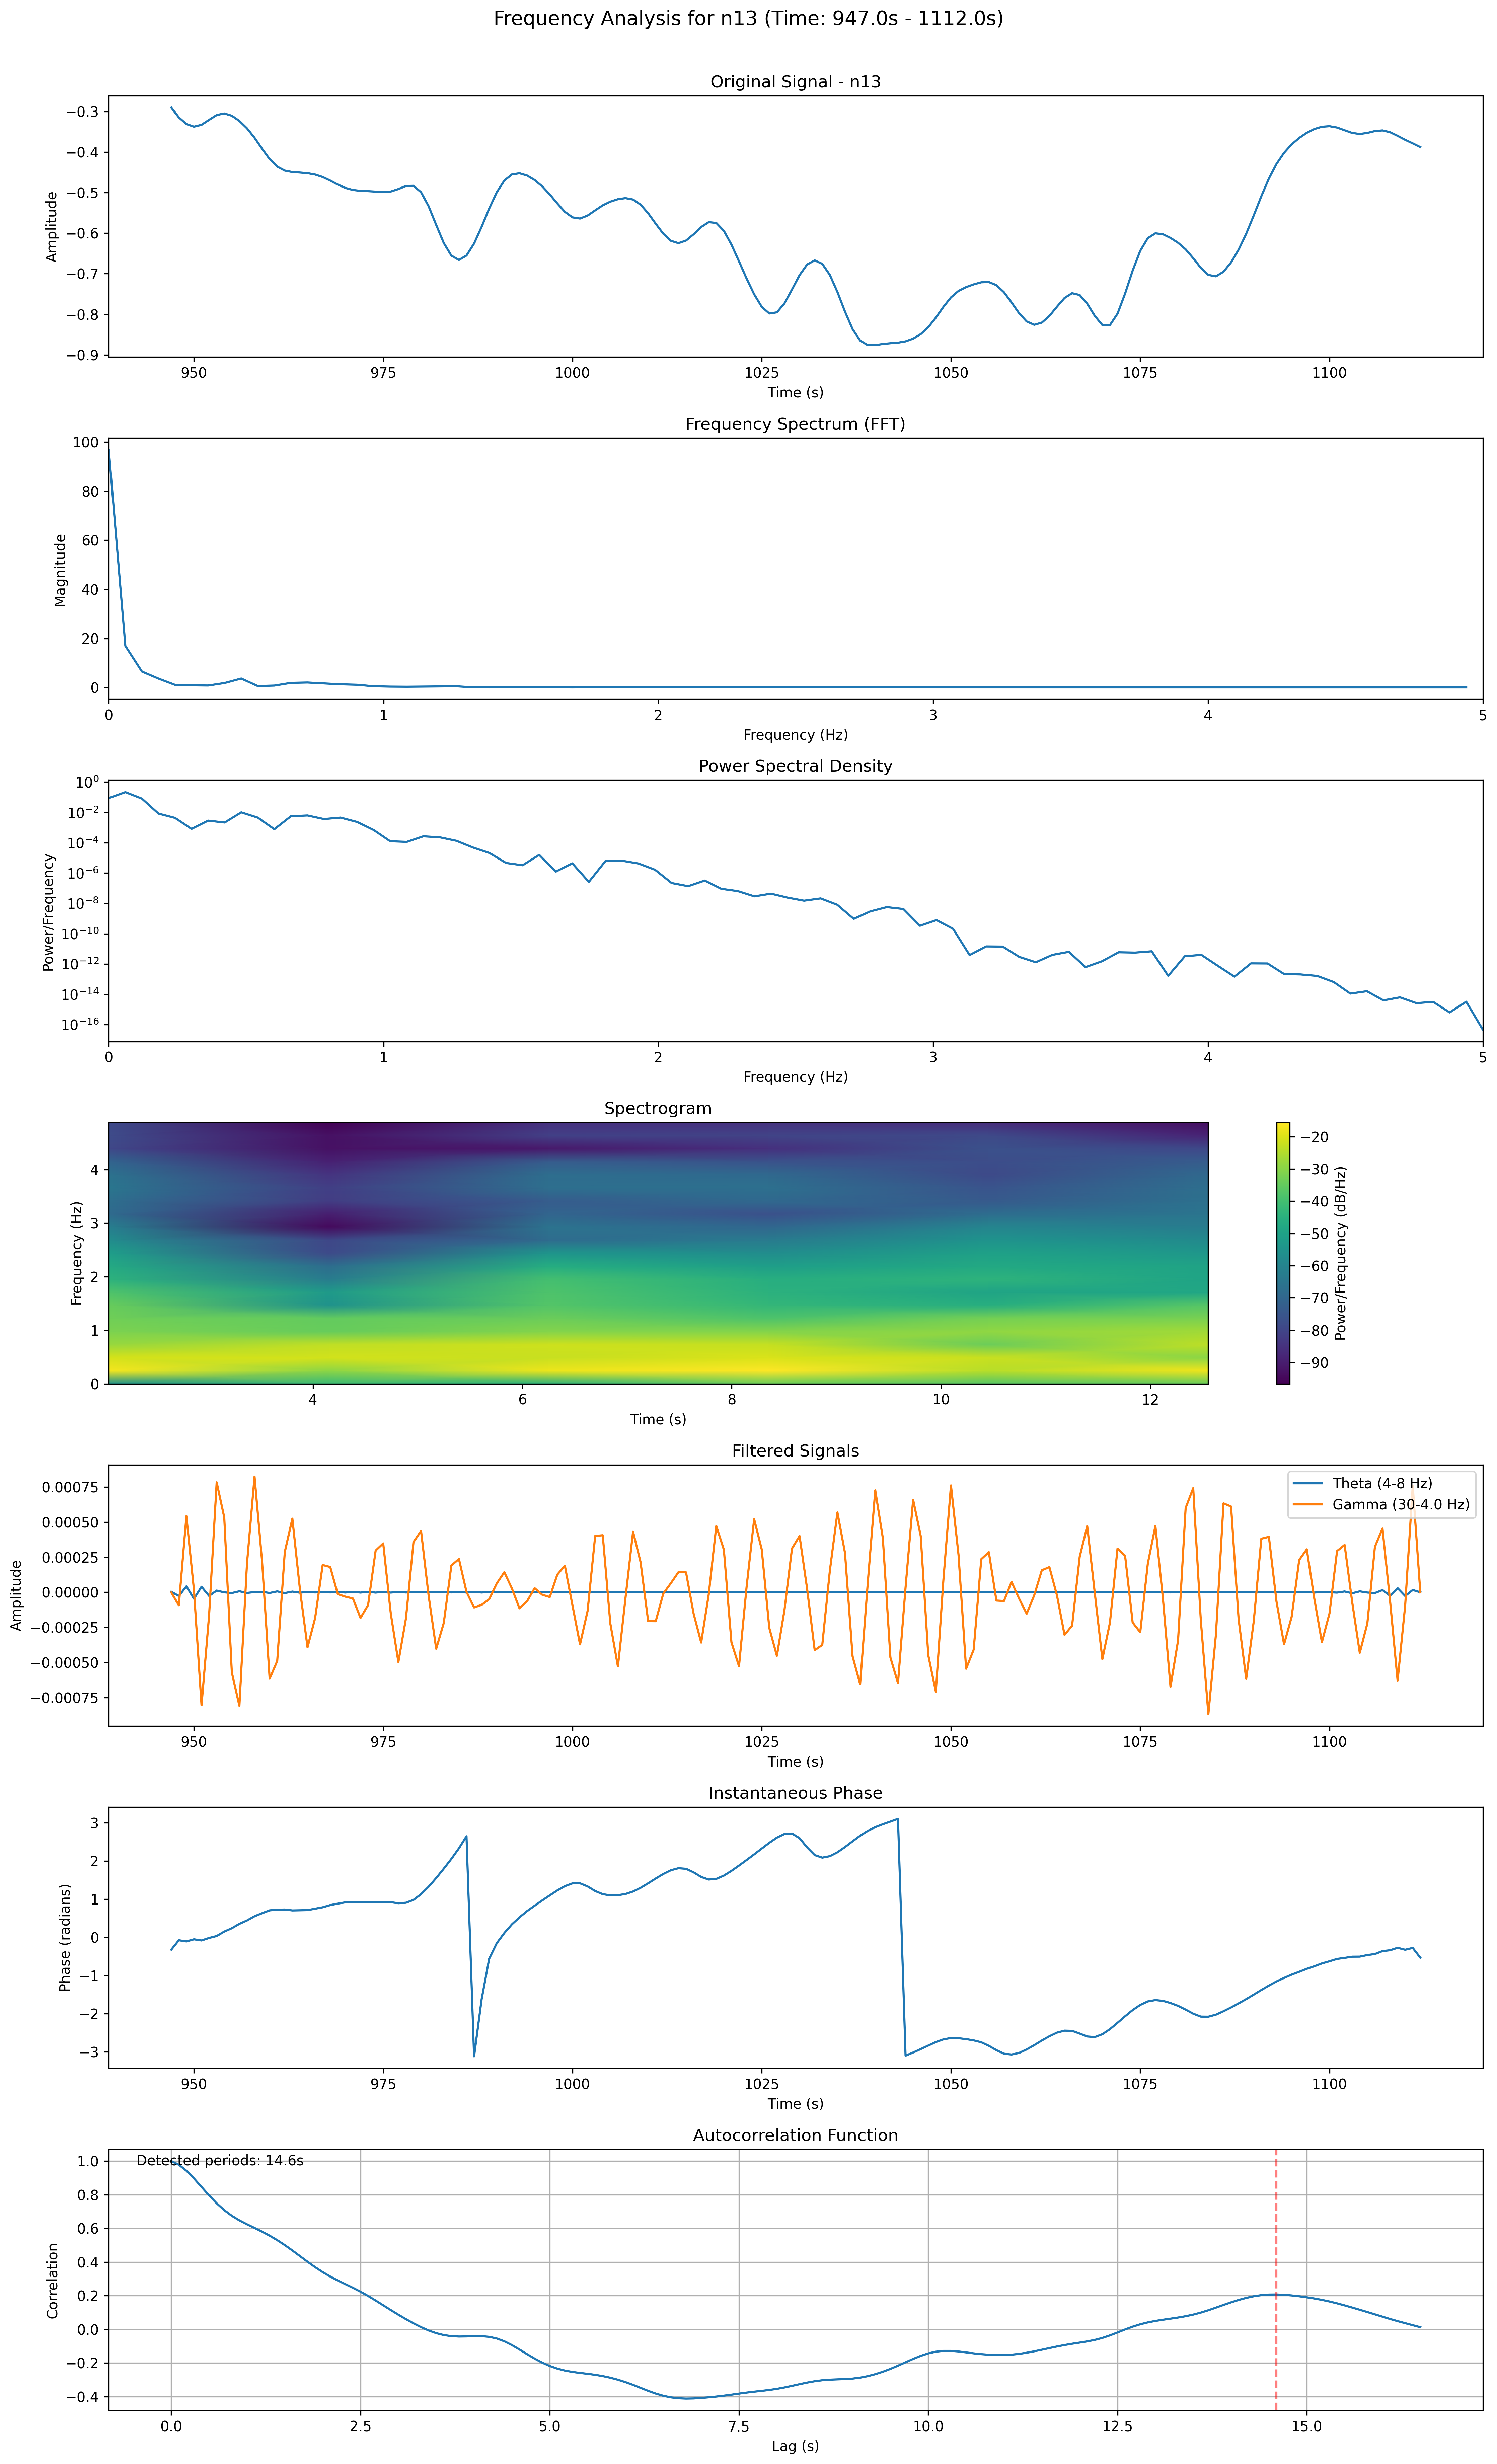 Frequency Analysis for n13 (Time: 947.0s - 1112.0s)
Original Signal - n13
Amplitude
−0.3
−0.4
−0.5
−0.6
−0.7
−0.8
−0.9
950 975 1000 1025 1050 1075 1100
Time (s)
Frequency Spectrum (FFT)
Magnitude
100
80
60
40
20
0
0 1 2 3 4 5
Frequency (Hz)
Power Spectral Density
Power/Frequency
10⁰
10⁻²
10⁻⁴
10⁻⁶
10⁻⁸
10⁻¹⁰
10⁻¹²
10⁻¹⁴
10⁻¹⁶
0 1 2 3 4 5
Frequency (Hz)
Spectrogram
Frequency (Hz)
4
3
2
1
0
4 6 8 10 12
Time (s)
−20
−30
−40
−50
−60
−70
−80
−90
Power/Frequency (dB/Hz)
Filtered Signals
Theta (4-8 Hz)
Gamma (30-4.0 Hz)
Amplitude
0.00075
0.00050
0.00025
0.00000
−0.00025
−0.00050
−0.00075
950 975 1000 1025 1050 1075 1100
Time (s)
Instantaneous Phase
Phase (radians)
3
2
1
0
−1
−2
−3
950 975 1000 1025 1050 1075 1100
Time (s)
Autocorrelation Function
Detected periods: 14.6s
Correlation
1.0
0.8
0.6
0.4
0.2
0.0
−0.2
−0.4
0.0 2.5 5.0 7.5 10.0 12.5 15.0
Lag (s)